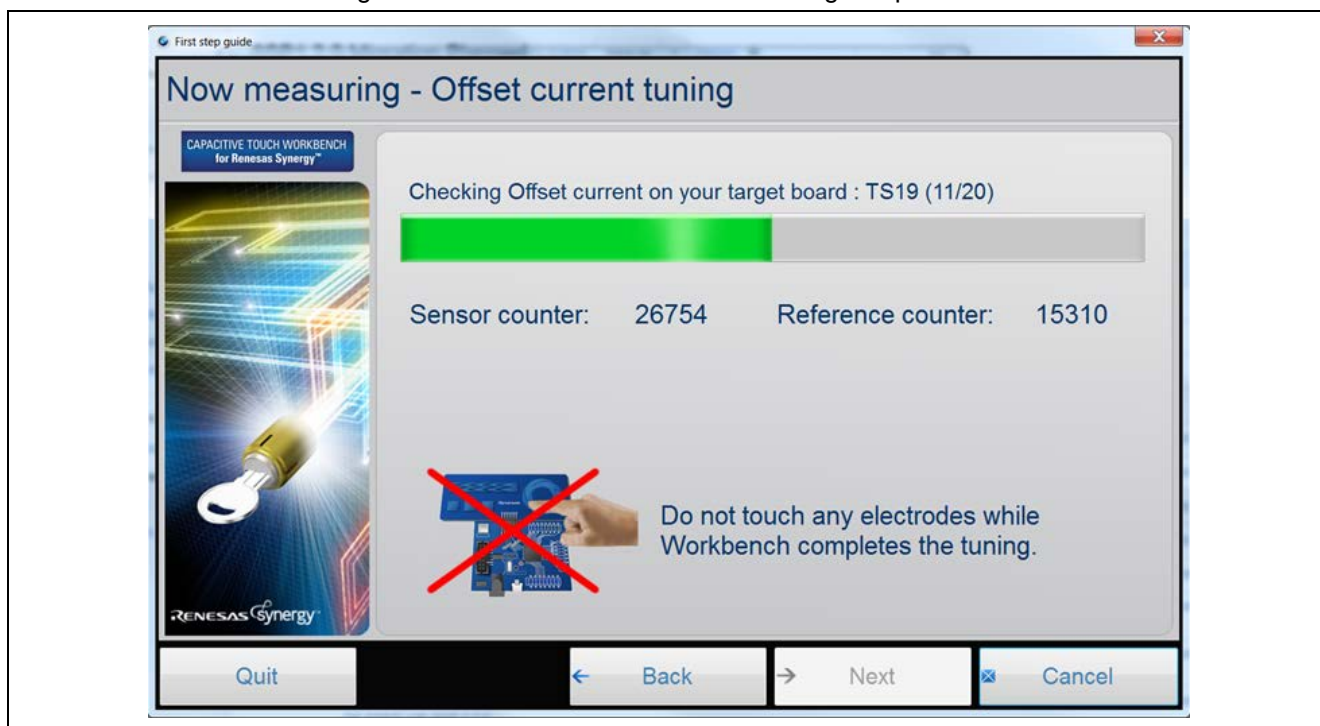 First step guide
Now measuring - Offset current tuning
CAPACITIVE TOUCH WORKBENCH
for Renesas Synergy™
Checking Offset current on your target board : TS19 (11/20)
Sensor counter: 26754 Reference counter: 15310
Do not touch any electrodes while
Workbench completes the tuning.
RENESAS Synergy™
Quit
Back
Next
Cancel